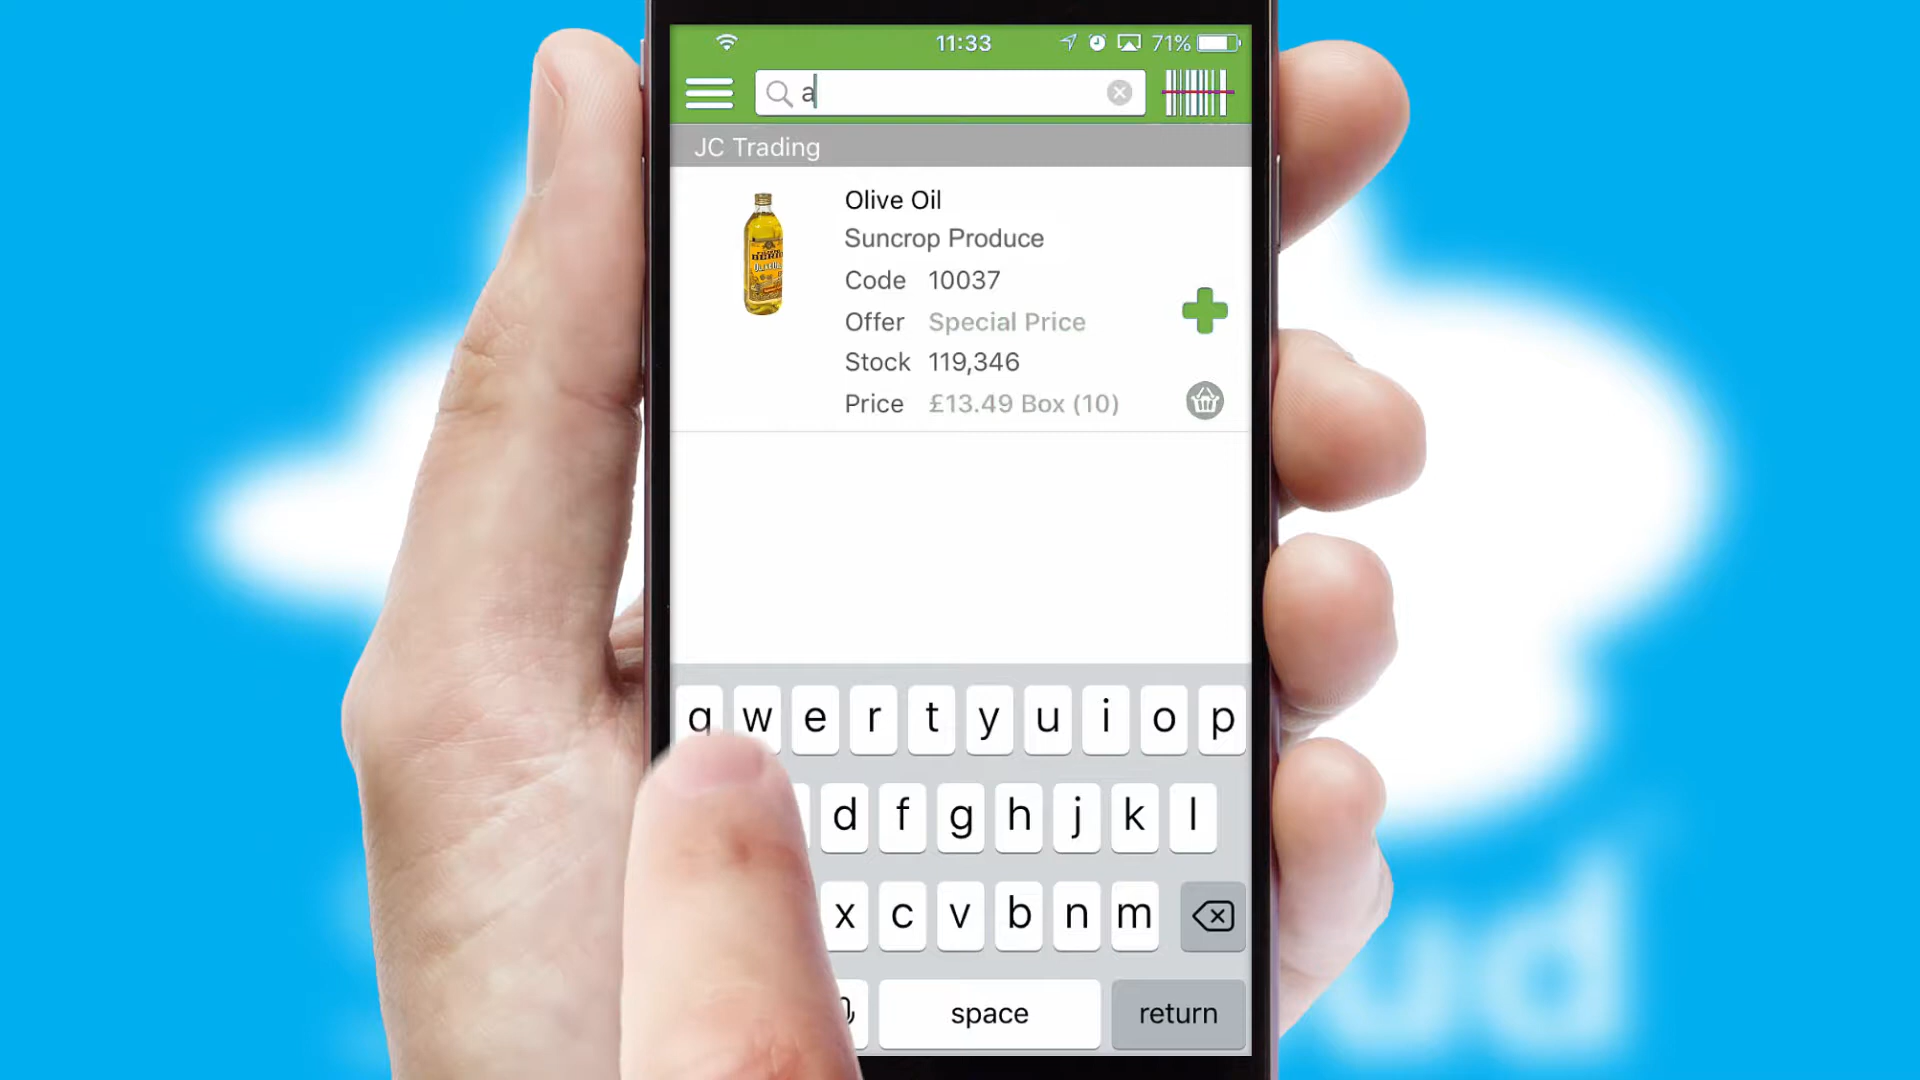 11:33 71%
a
JC Trading
Olive Oil
Suncrop Produce
Code 10037
Offer Special Price
Stock 119,346
Price £13.49 Box (10)
q w e r t y u i o p
d f g h j k l
x c v b n m
space return
ud